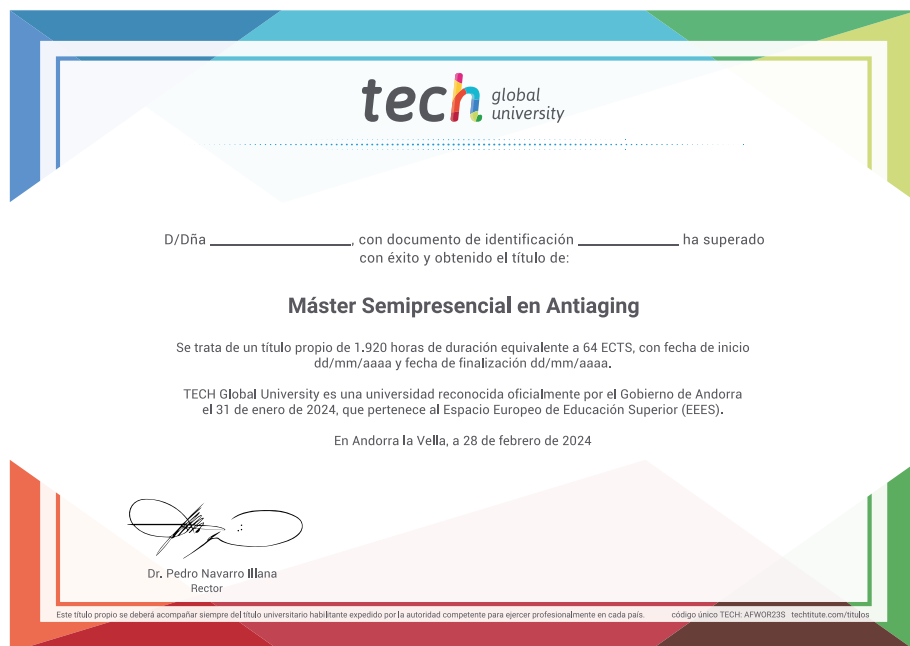 tech global university
D/Dña ____________________, con documento de identificación ______________ ha superado
con éxito y obtenido el título de:
Máster Semipresencial en Antiaging
Se trata de un título propio de 1.920 horas de duración equivalente a 64 ECTS, con fecha de inicio
dd/mm/aaaa y fecha de finalización dd/mm/aaaa.
TECH Global University es una universidad reconocida oficialmente por el Gobierno de Andorra
el 31 de enero de 2024, que pertenece al Espacio Europeo de Educación Superior (EEES).
En Andorra la Vella, a 28 de febrero de 2024
Dr. Pedro Navarro Illana
Rector
Este título propio se deberá acompañar siempre del título universitario habilitante expedido por la autoridad competente para ejercer profesionalmente en cada país. código único TECH: AFWOR23S techtitute.com/titulos